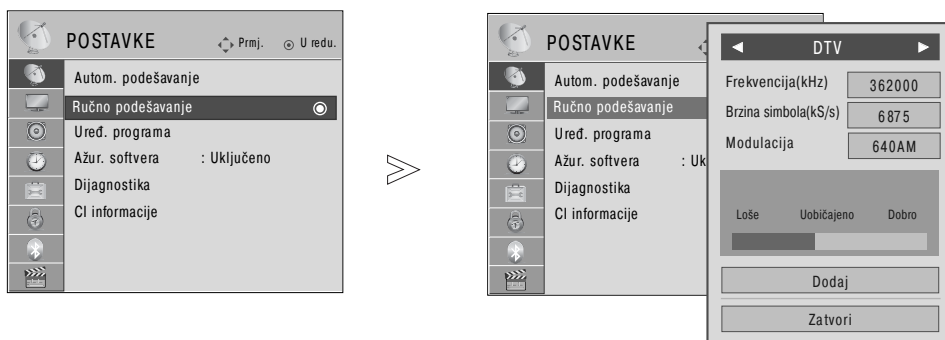 POSTAVKE Prmj. U redu.
Autom. podešavanje
Ručno podešavanje
Uređ. programa
Ažur. softvera : Uključeno
Dijagnostika
CI informacije
POSTAVKE
Autom. podešavanje
Ručno podešavanje
Uređ. programa
Ažur. softvera : Uk
Dijagnostika
CI informacije
DTV
Frekvencija(kHz) 362000
Brzina simbola(kS/s) 6875
Modulacija 640AM
Loše Uobičajeno Dobro
Dodaj
Zatvori